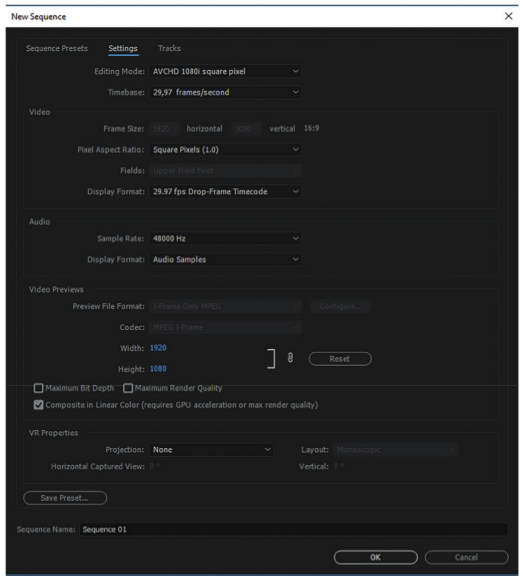 New Sequence
Sequence Presets Settings Tracks
Editing Mode: AVCHD 1080i square pixel
Timebase: 29,97 frames/second
Video
Frame Size: 1920 horizontal 1080 vertical 16:9
Pixel Aspect Ratio: Square Pixels (1.0)
Fields: Upper Field First
Display Format: 29.97 fps Drop-Frame Timecode
Audio
Sample Rate: 48000 Hz
Display Format: Audio Samples
Video Previews
Preview File Format: I-Frame Only MPEG Configure...
Codec: MPEG I-Frame
Width: 1920
Height: 1080
Reset
Maximum Bit Depth Maximum Render Quality
Composite in Linear Color (requires GPU acceleration or max render quality)
VR Properties
Projection: None Layout: Monoscopic
Horizontal Captured View: 0 ° Vertical: 0 °
Save Preset...
Sequence Name: Sequence 01
OK Cancel